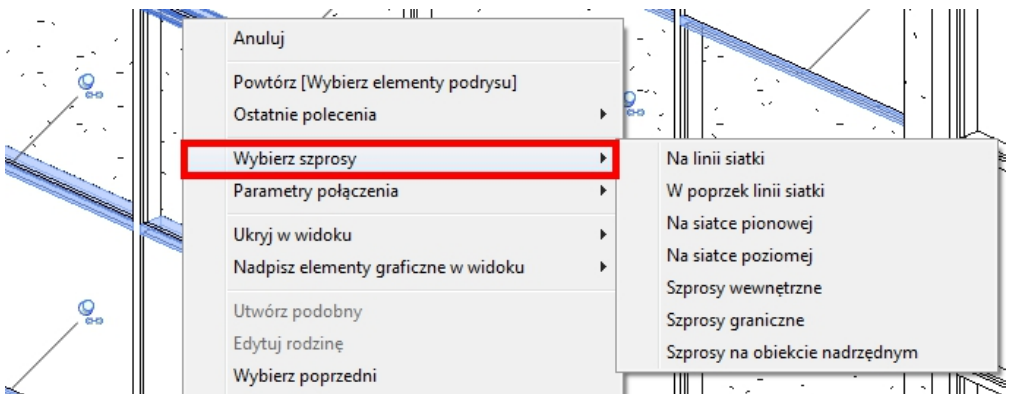 Anuluj
Powtórz [Wybierz elementy podrysu]
Ostatnie polecenia
Wybierz szprosy
Parametry połączenia
Ukryj w widoku
Nadpisz elementy graficzne w widoku
Utwórz podobny
Edytuj rodzinę
Wybierz poprzedni
Na linii siatki
W poprzek linii siatki
Na siatce pionowej
Na siatce poziomej
Szprosy wewnętrzne
Szprosy graniczne
Szprosy na obiekcie nadrzędnym